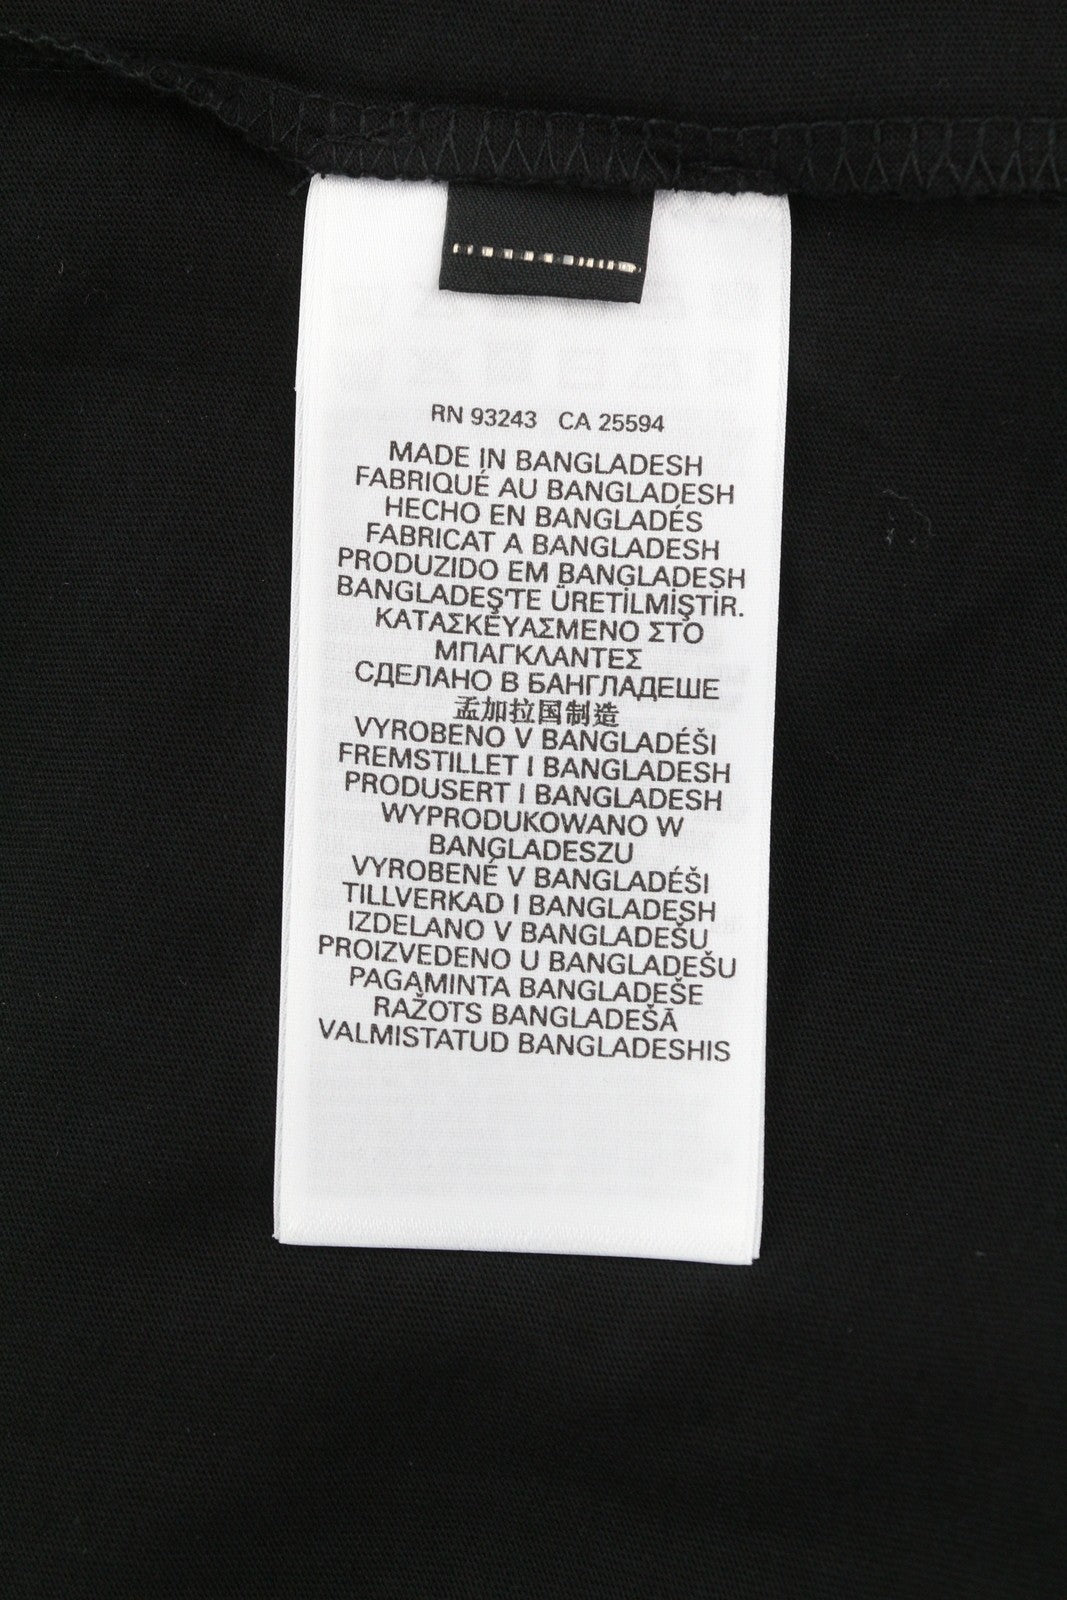 RN 93243 CA 25594
MADE IN BANGLADESH
FABRIQUÉ AU BANGLADESH
HECHO EN BANGLADÉS
FABRICAT A BANGLADESH
PRODUZIDO EM BANGLADESH
BANGLADEŞ'TE ÜRETİLMİŞTİR.
ΚΑΤΑΣΚΕΥΑΣΜΕΝΟ ΣΤΟ
ΜΠΑΓΚΛΑΝΤΕΣ
СДЕЛАНО В БАНГЛАДЕШЕ
孟加拉国制造
VYROBENO V BANGLADÉŠI
FREMSTILLET I BANGLADESH
PRODUSERT I BANGLADESH
WYPRODUKOWANO W
BANGLADESZU
VYROBENÉ V BANGLADÉŠI
TILLVERKAD I BANGLADESH
IZDELANO V BANGLADEŠU
PROIZVEDENO U BANGLADEŠU
PAGAMINTA BANGLADEŠE
RAŽOTS BANGLADEŠĀ
VALMISTATUD BANGLADESHIS